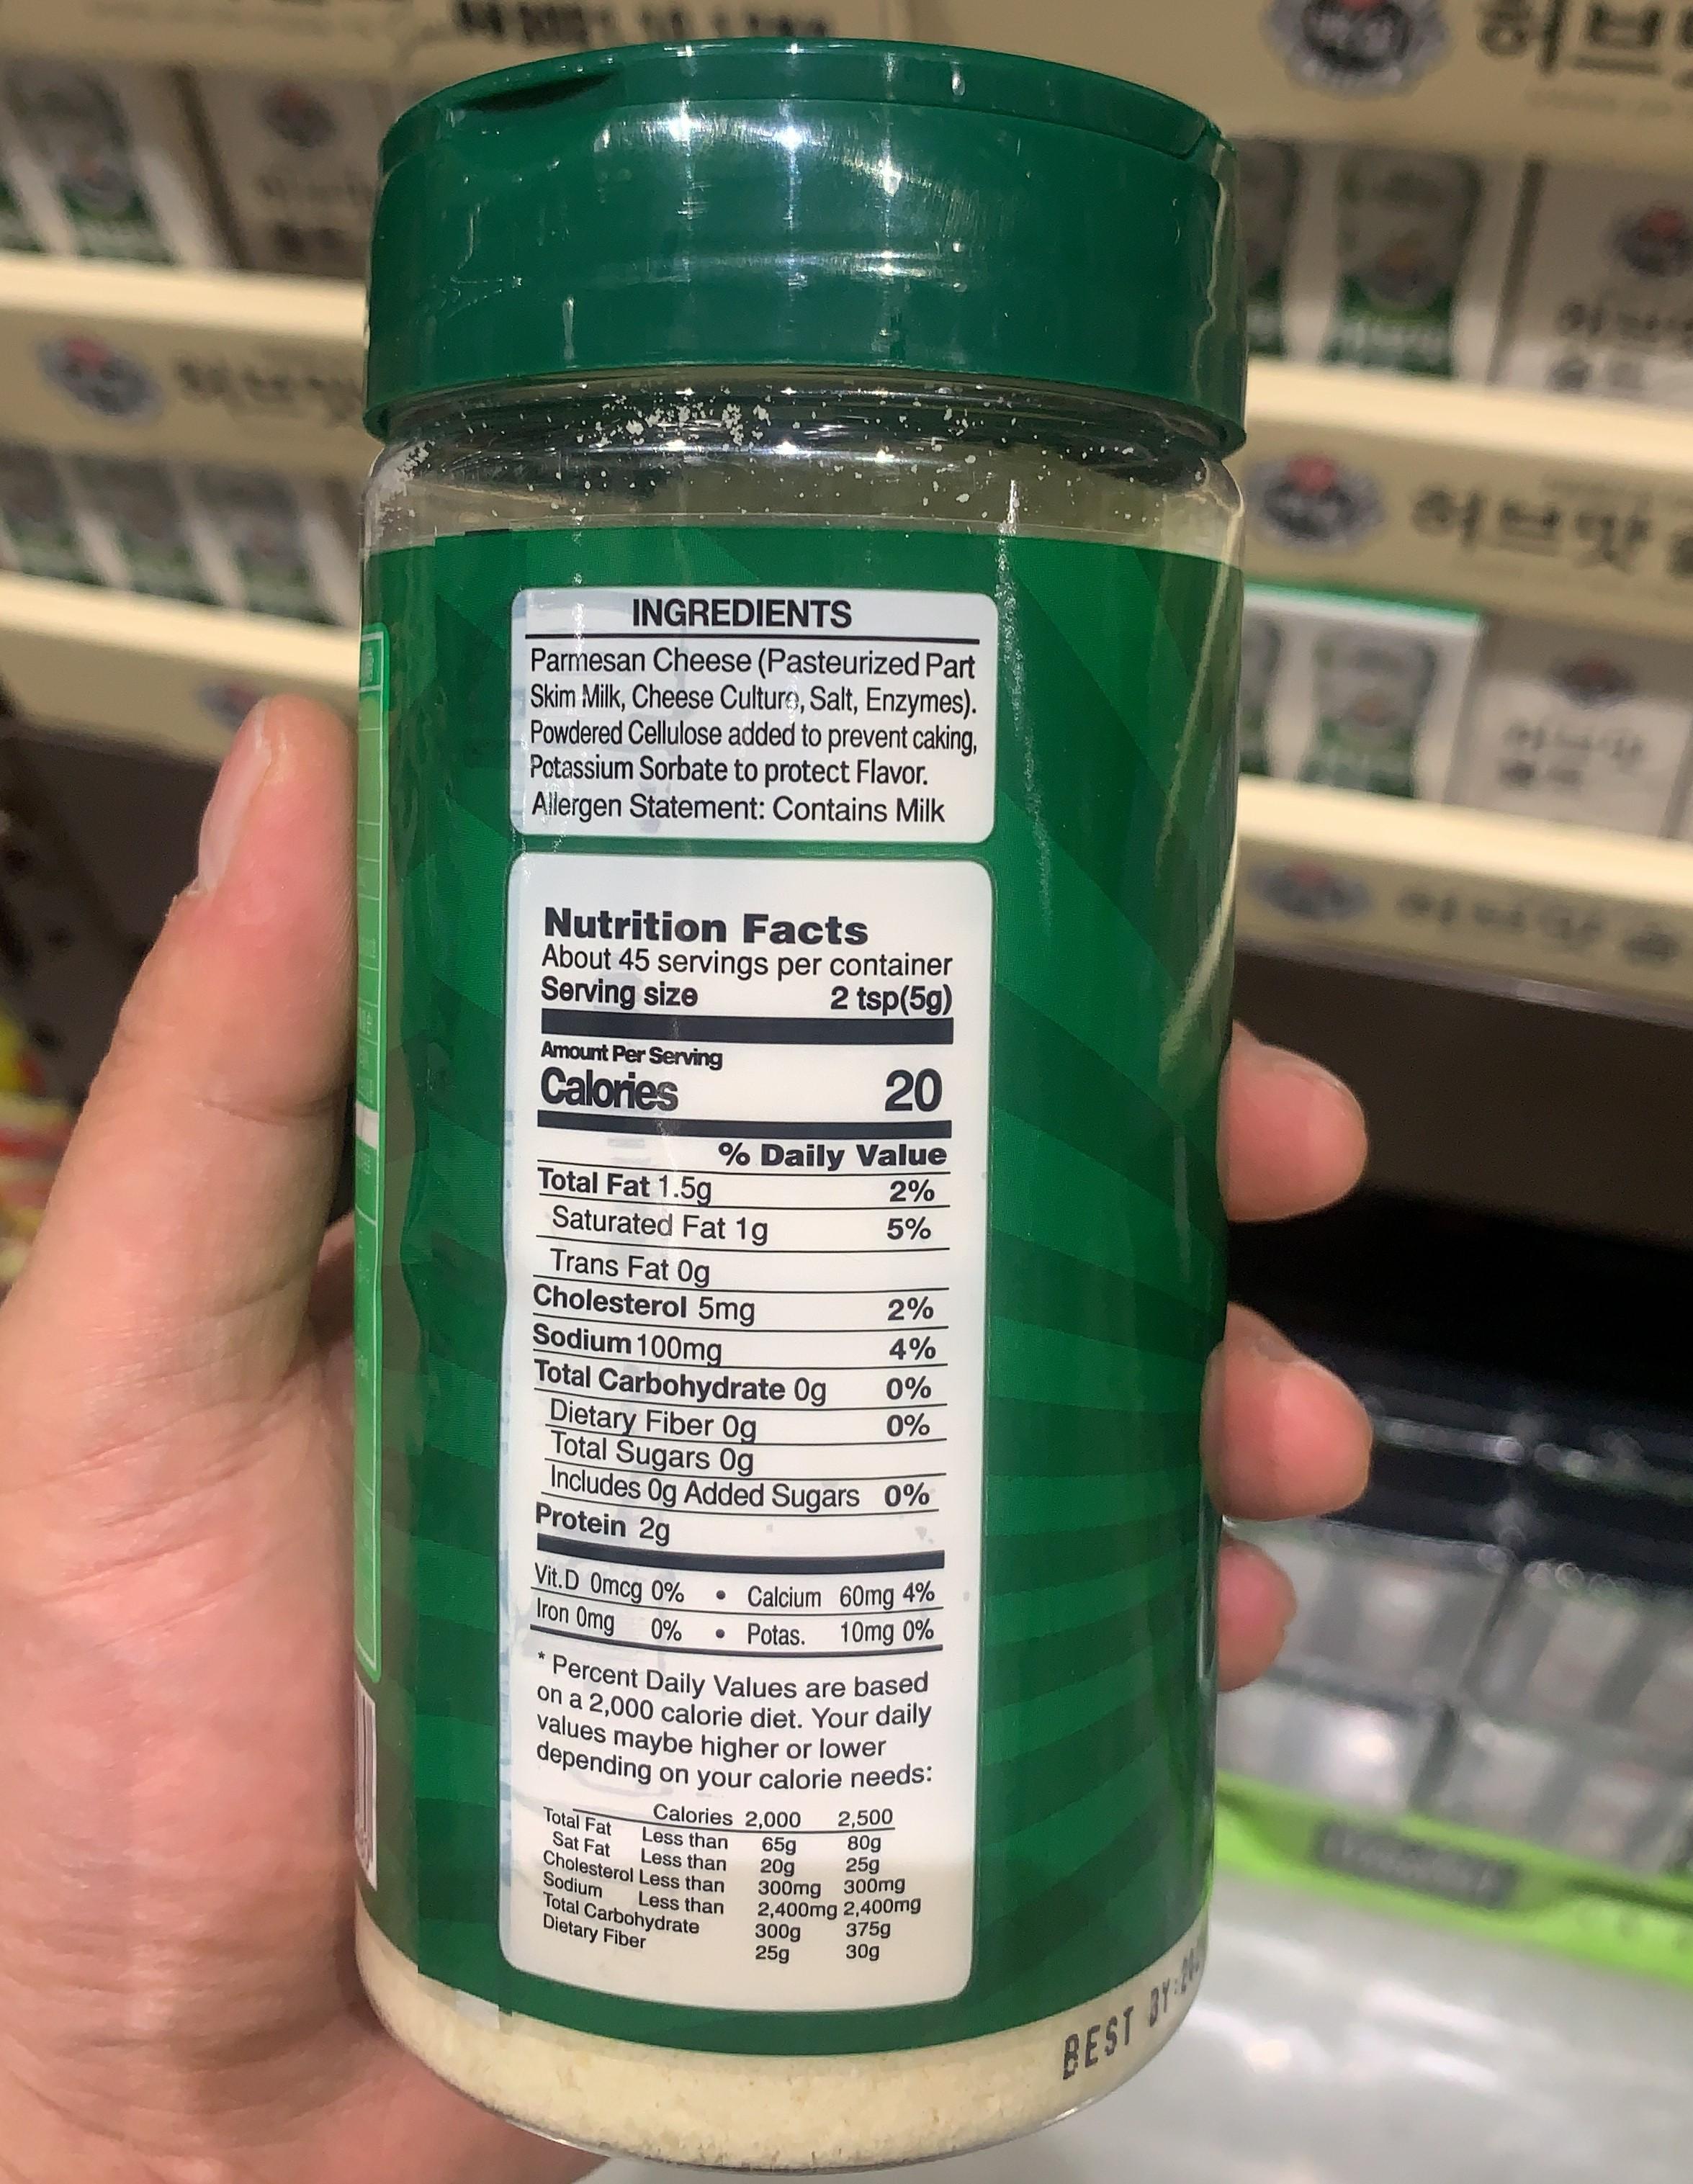 허브
허브맛
INGREDIENTS
Parmesan Cheese (Pasteurized Part
Skim Milk, Cheese Culture, Salt, Enzymes).
Powdered Cellulose added to prevent caking,
Potassium Sorbate to protect Flavor.
Allergen Statement: Contains Milk
Nutrition Facts
About 45 servings per container
Serving size 2 tsp(5g)
Amount Per Serving
Calories 20
% Daily Value
Total Fat 1.5g 2%
Saturated Fat 1g 5%
Trans Fat 0g
Cholesterol 5mg 2%
Sodium 100mg 4%
Total Carbohydrate 0g 0%
Dietary Fiber 0g 0%
Total Sugars 0g
Includes 0g Added Sugars 0%
Protein 2g
Vit.D 0mcg 0% • Calcium 60mg 4%
Iron 0mg 0% • Potas. 10mg 0%
* Percent Daily Values are based
on a 2,000 calorie diet. Your daily
values maybe higher or lower
depending on your calorie needs:
Calories 2,000 2,500
Total Fat Less than 65g 80g
Sat Fat Less than 20g 25g
Cholesterol Less than 300mg 300mg
Sodium Less than 2,400mg 2,400mg
Total Carbohydrate 300g 375g
Dietary Fiber 25g 30g
BEST BY: